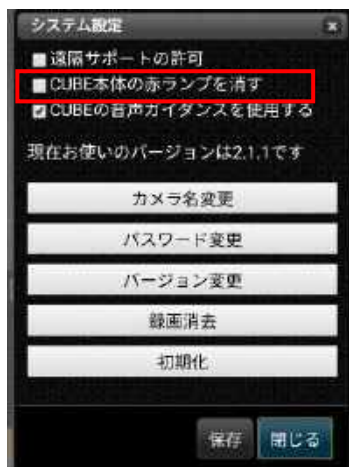 システム設定
遠隔サポートの許可
CUBE本体の赤ランプを消す
CUBEの音声ガイダンスを使用する
現在お使いのバージョンは2.1.1です
カメラ名変更
パスワード変更
バージョン変更
録画消去
初期化
保存 閉じる